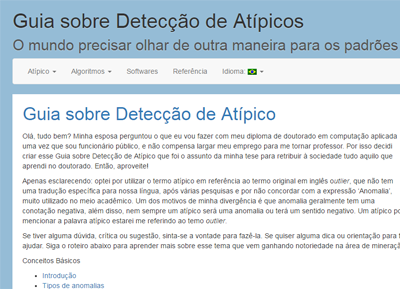 Guia sobre Detecção de Atípicos
O mundo precisar olhar de outra maneira para os padrões
Atípico Algoritmos Softwares Referência Idioma:
Guia sobre Detecção de Atípico
Olá, tudo bem? Minha esposa perguntou o que eu vou fazer com meu diploma de doutorado em computação aplicada
uma vez que sou funcionário público, e não compensa largar meu emprego para me tornar professor. Por isso decidi
criar esse Guia sobre Detecção de Atípico que foi o assunto da minha tese para retribuir à sociedade tudo aquilo que
aprendi no doutorado. Então, aproveite!
Apenas esclarecendo: optei por utilizar o termo atípico em referência ao termo original em inglês outlier, que não tem
uma tradução específica para nossa língua, após várias pesquisas e por não concordar com a expressão 'Anomalia',
muito utilizado no meio acadêmico. Um dos motivos de minha divergência é que anomalia geralmente tem uma
conotação negativa, além disso, nem sempre um atípico será uma anomalia ou terá um sentido negativo. Um atípico po
mencionar a palavra atípico estarei me referindo ao temo outlier.
Se tiver alguma dúvida, crítica ou sugestão, sinta-se a vontade para fazê-la. Se quiser alguma dica ou orientação para t
ajudar. Siga o roteiro abaixo para aprender mais sobre esse tema que vem ganhando notoriedade na área de mineraçã
Conceitos Básicos
Introdução
Tipos de anomalias